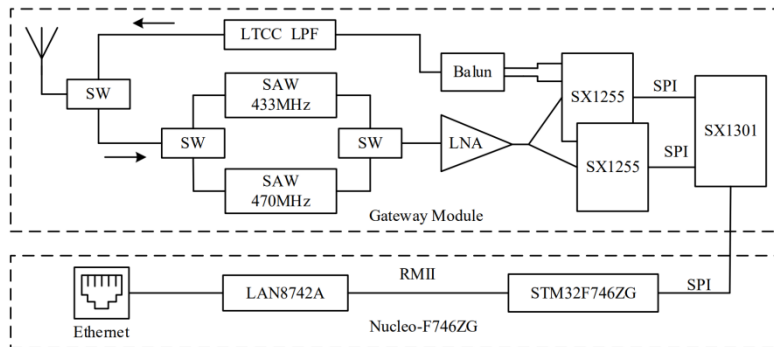 LTCC LPF
Balun
SX1255
SPI
SX1301
SW
SAW
433MHz
SW
SW
LNA
SX1255
SPI
SAW
470MHz
Gateway Module
Ethernet
LAN8742A
RMII
STM32F746ZG
SPI
Nucleo-F746ZG